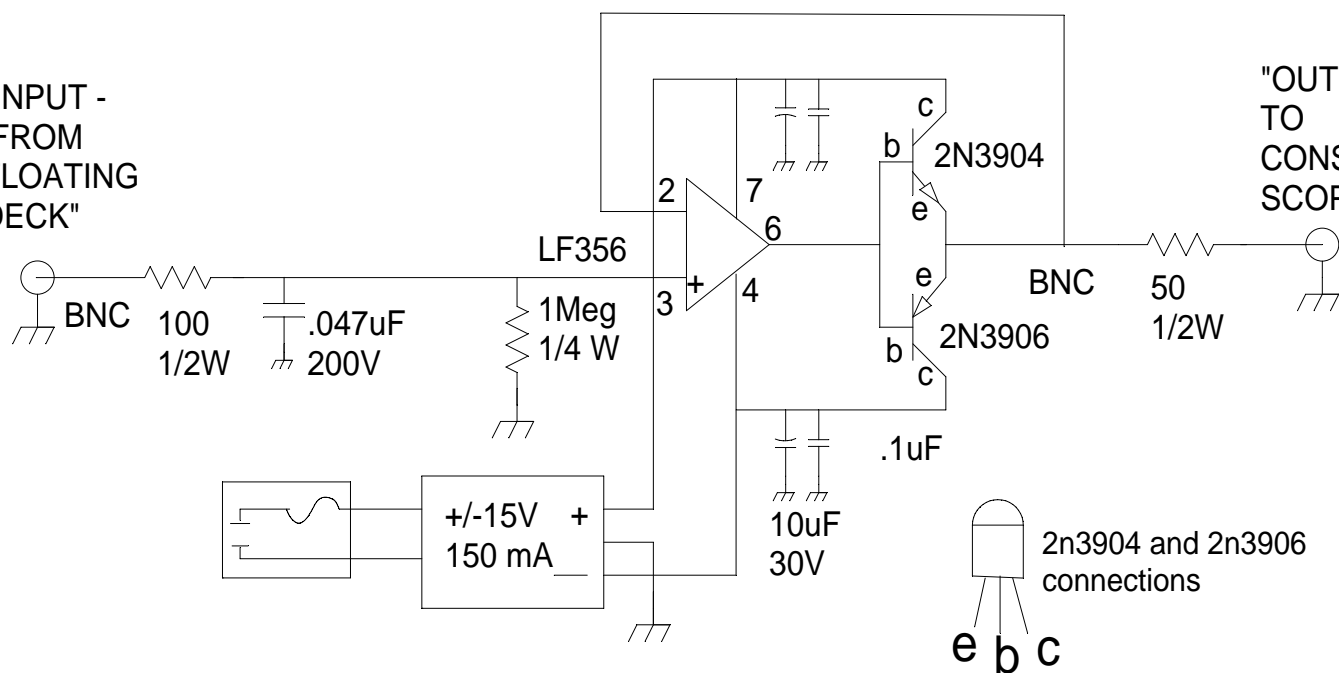 NPUT -
FROM
LOATING
DECK"
BNC
100
1/2W
.047uF
200V
1Meg
1/4 W
LF356
2
3
+
7
6
4
c
b
2N3904
e
e
2N3906
b
c
BNC
50
1/2W
"OUT
TO
CONS
SCOP
+/-15V +
150 mA
10uF
30V
.1uF
2n3904 and 2n3906
connections
e b c